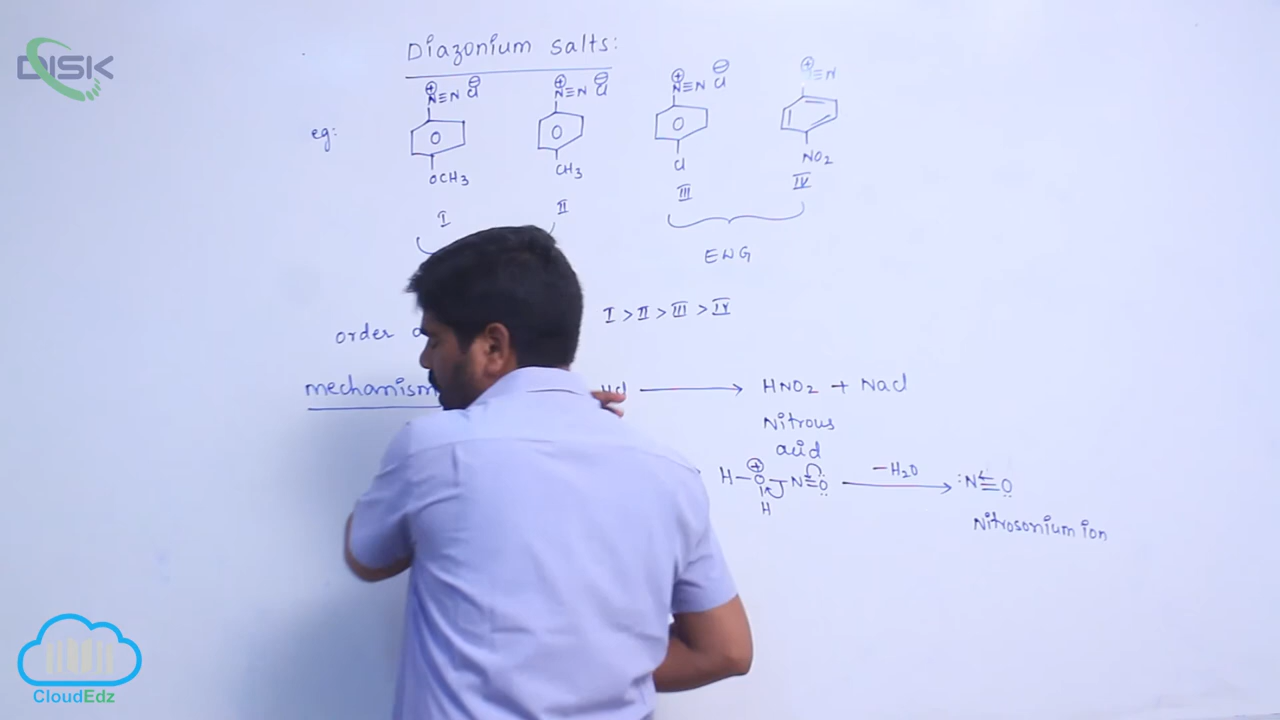 DISK
Diazonium salts:
eg:
⊕ N≡N Cl ⊖
OCH3
I
⊕ N≡N Cl ⊖
CH3
II
⊕ N≡N Cl ⊖
Cl
III
⊕ N≡N
NO2
IV
EWG
order
I > II > III > IV
mechanism
HCl ⟶ HNO2 + NaCl
Nitrous
acid
H–O–N=O
⊕
H
–H2O
:N≡O
Nitrosonium ion
CloudEdz